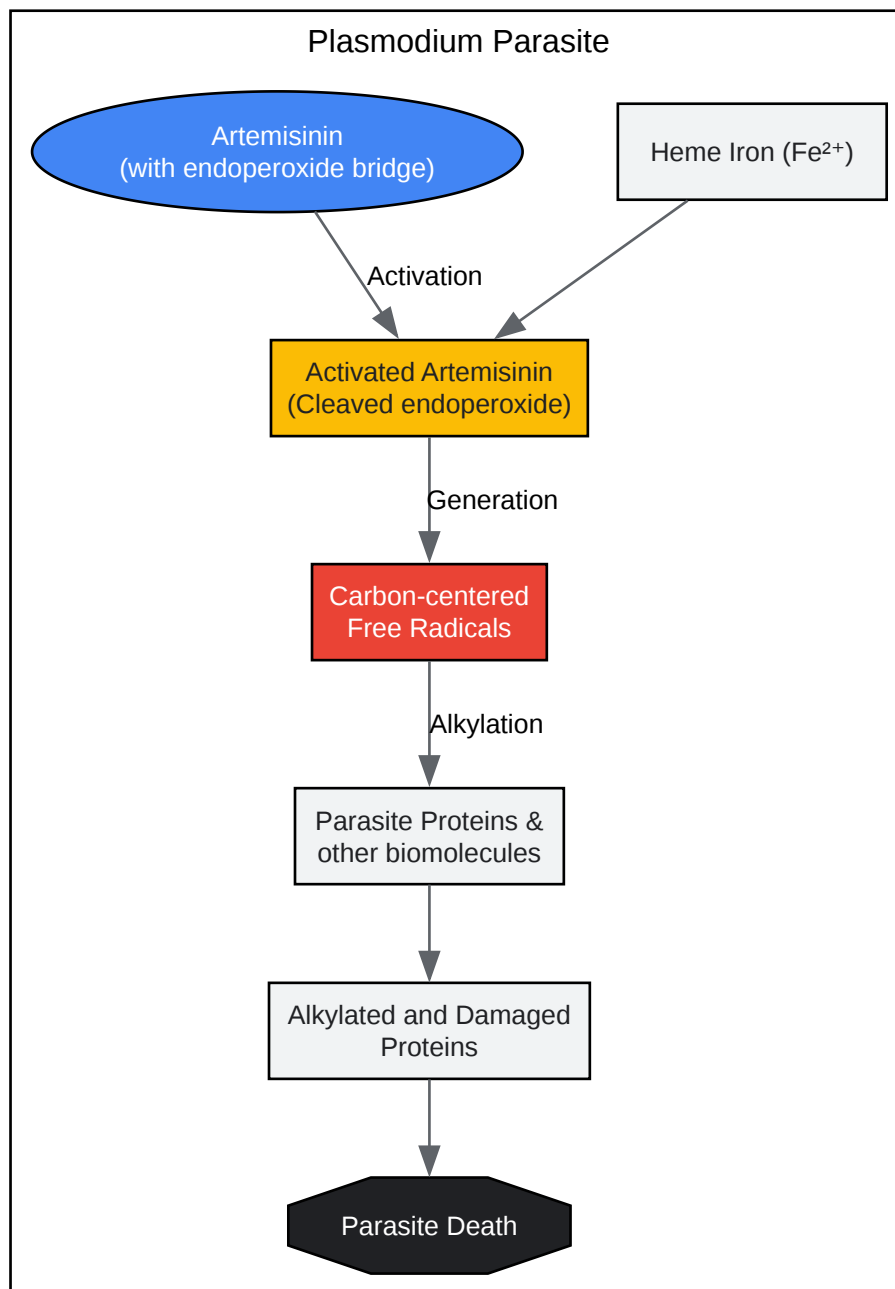 Plasmodium Parasite
Artemisinin
(with endoperoxide bridge)
Heme Iron (Fe²⁺)
Activation
Activated Artemisinin
(Cleaved endoperoxide)
Generation
Carbon-centered
Free Radicals
Alkylation
Parasite Proteins &
other biomolecules
Alkylated and Damaged
Proteins
Parasite Death